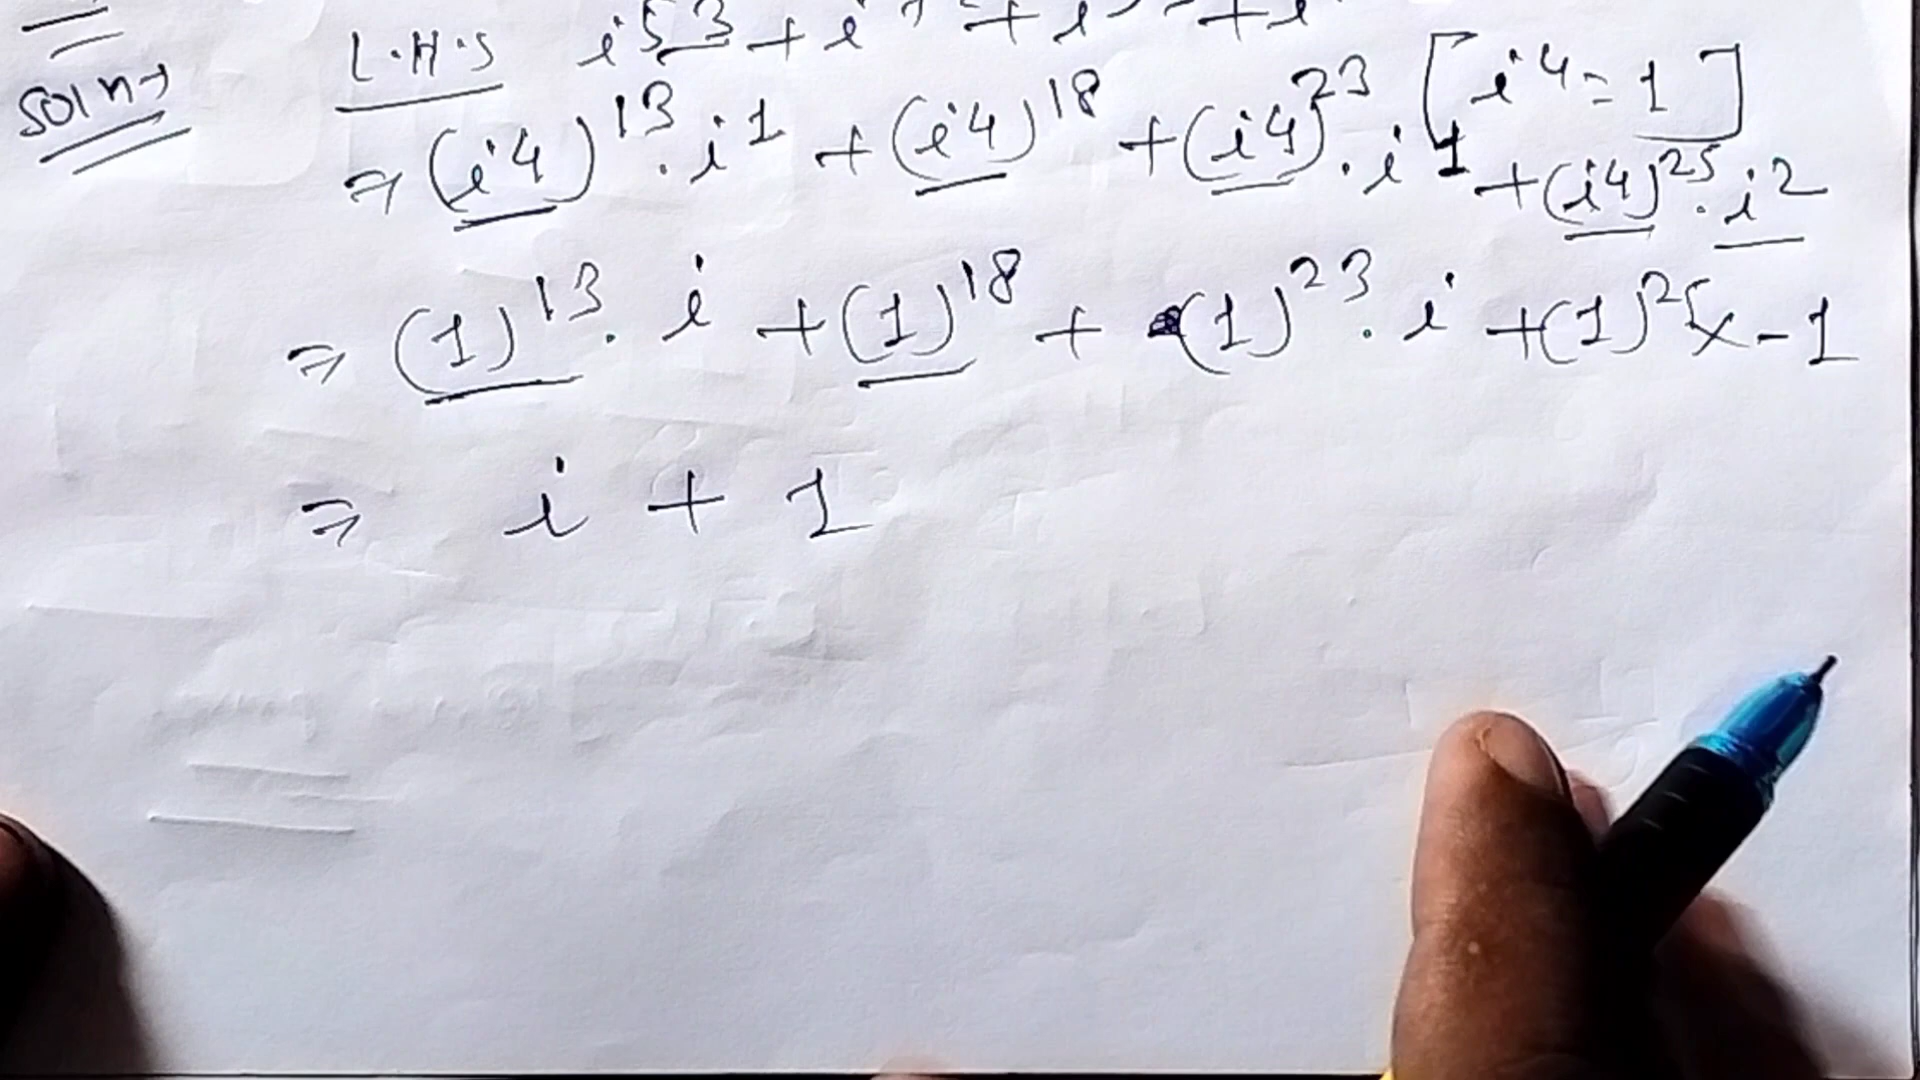 L.H.S i⁵³ + i
Soln→
⇒ (i⁴)¹³ . i¹ + (i⁴)¹⁸ + (i⁴)²³ . i¹ + (i⁴)²⁵ . i² [i⁴ = 1]
⇒ (1)¹³ . i + (1)¹⁸ + (1)²³ . i + (1)²⁵ x - 1
⇒ i + 1